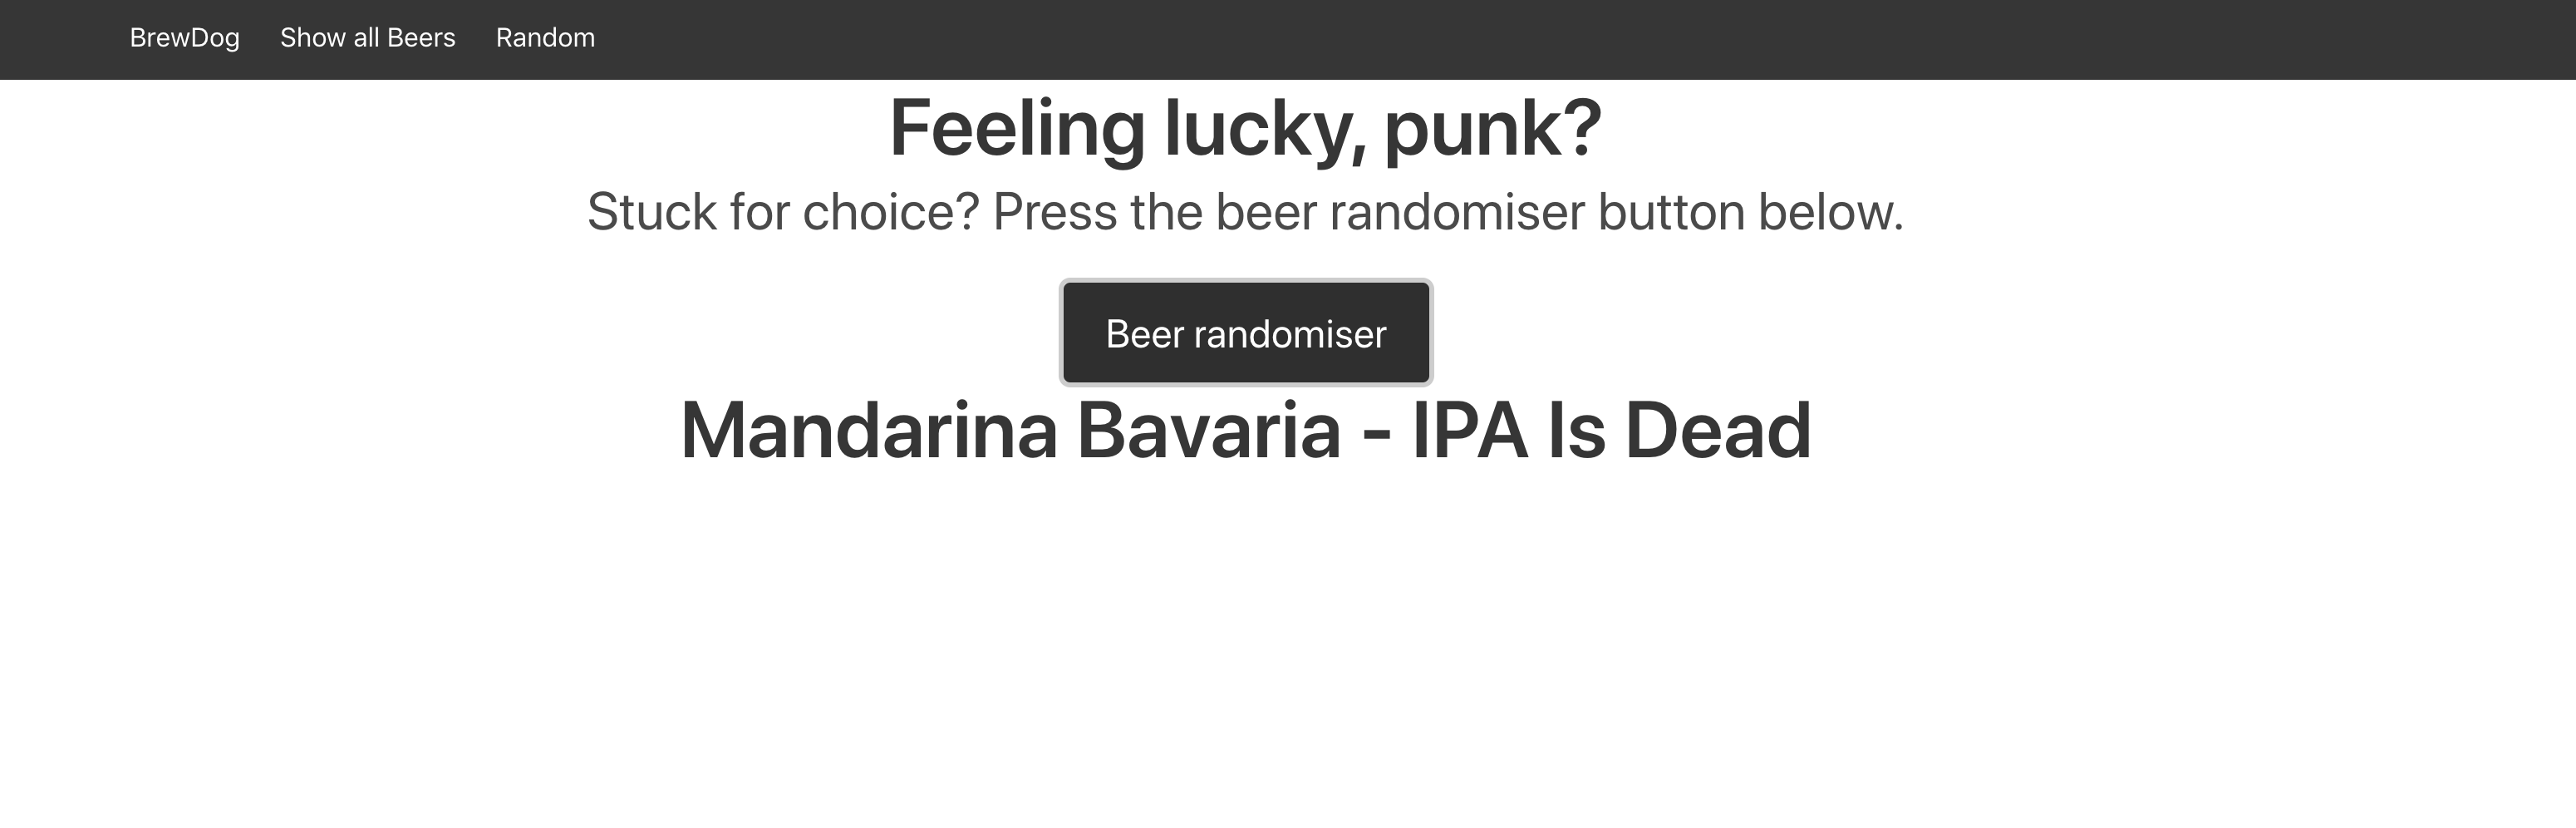 BrewDog Show all Beers Random
Feeling lucky, punk?
Stuck for choice? Press the beer randomiser button below.
Beer randomiser
Mandarina Bavaria - IPA Is Dead